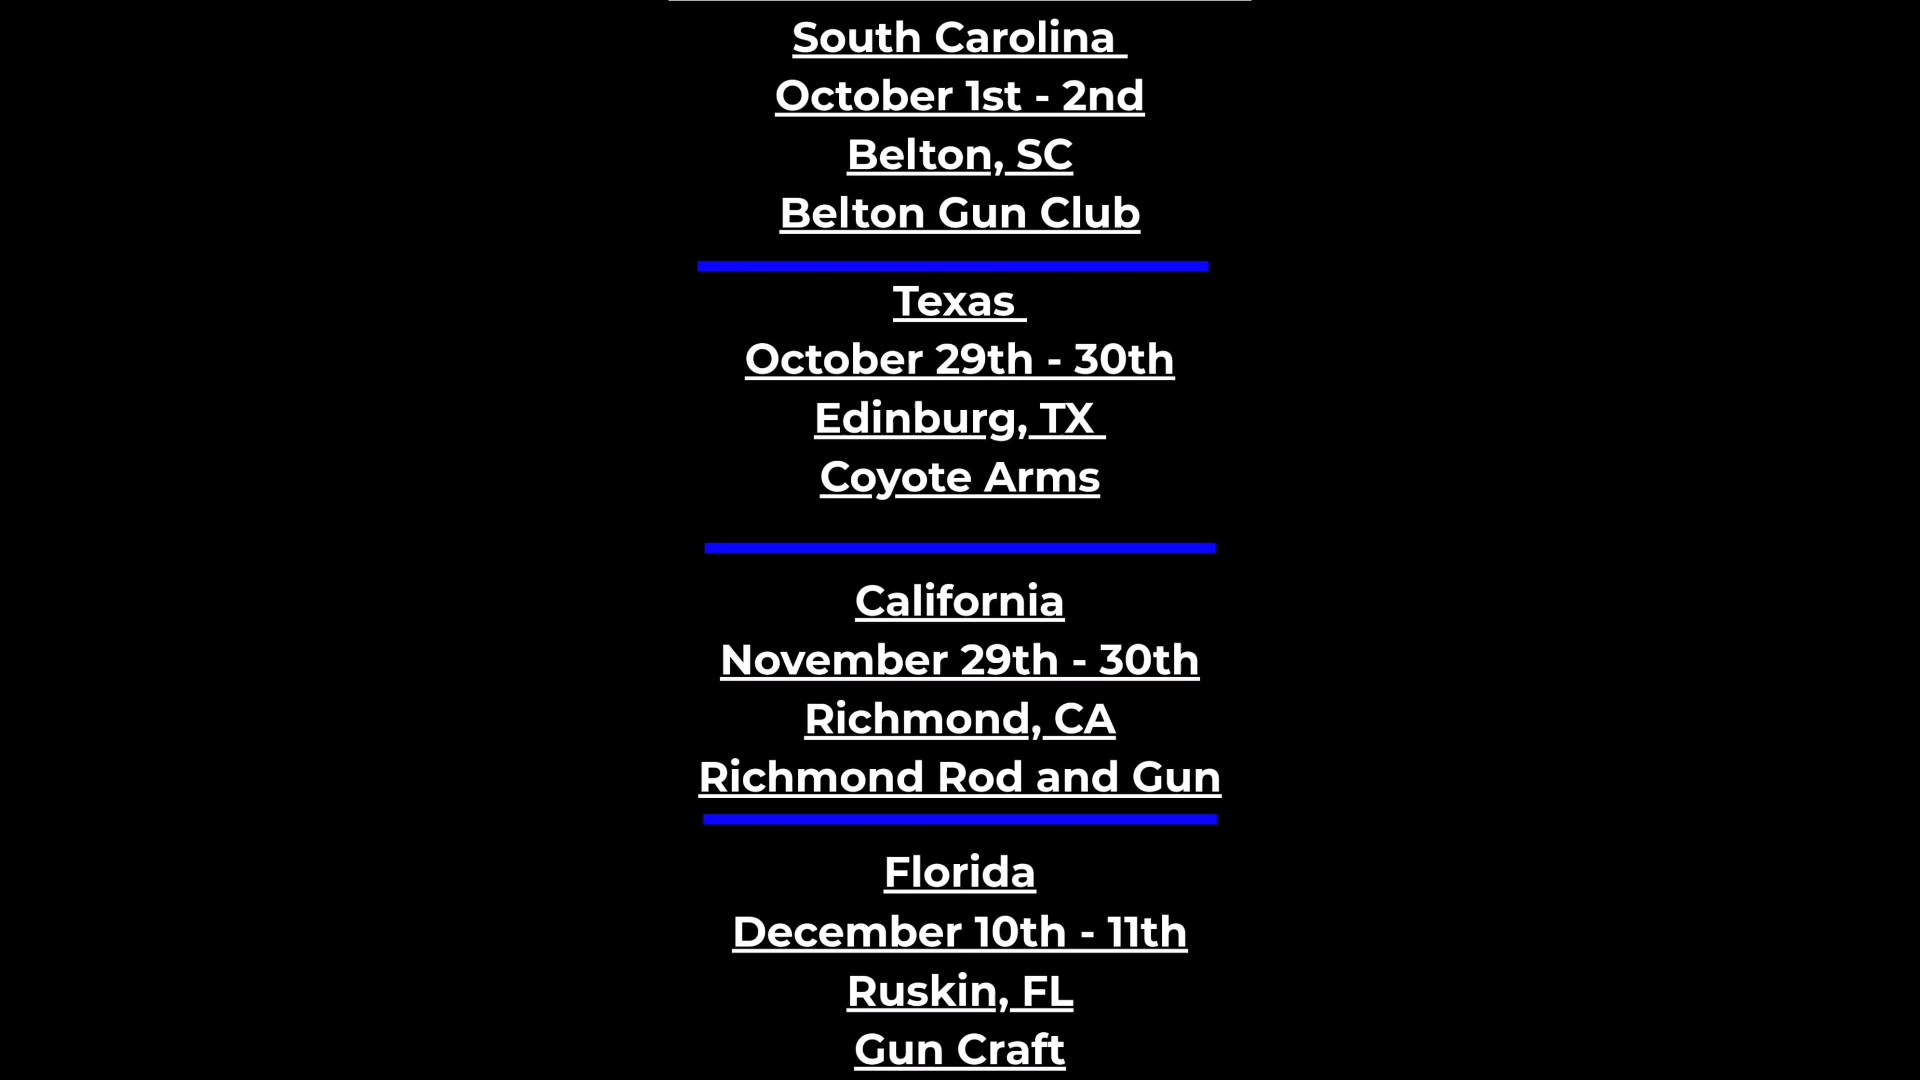 South Carolina
October 1st - 2nd
Belton, SC
Belton Gun Club
Texas
October 29th - 30th
Edinburg, TX
Coyote Arms
California
November 29th - 30th
Richmond, CA
Richmond Rod and Gun
Florida
December 10th - 11th
Ruskin, FL
Gun Craft